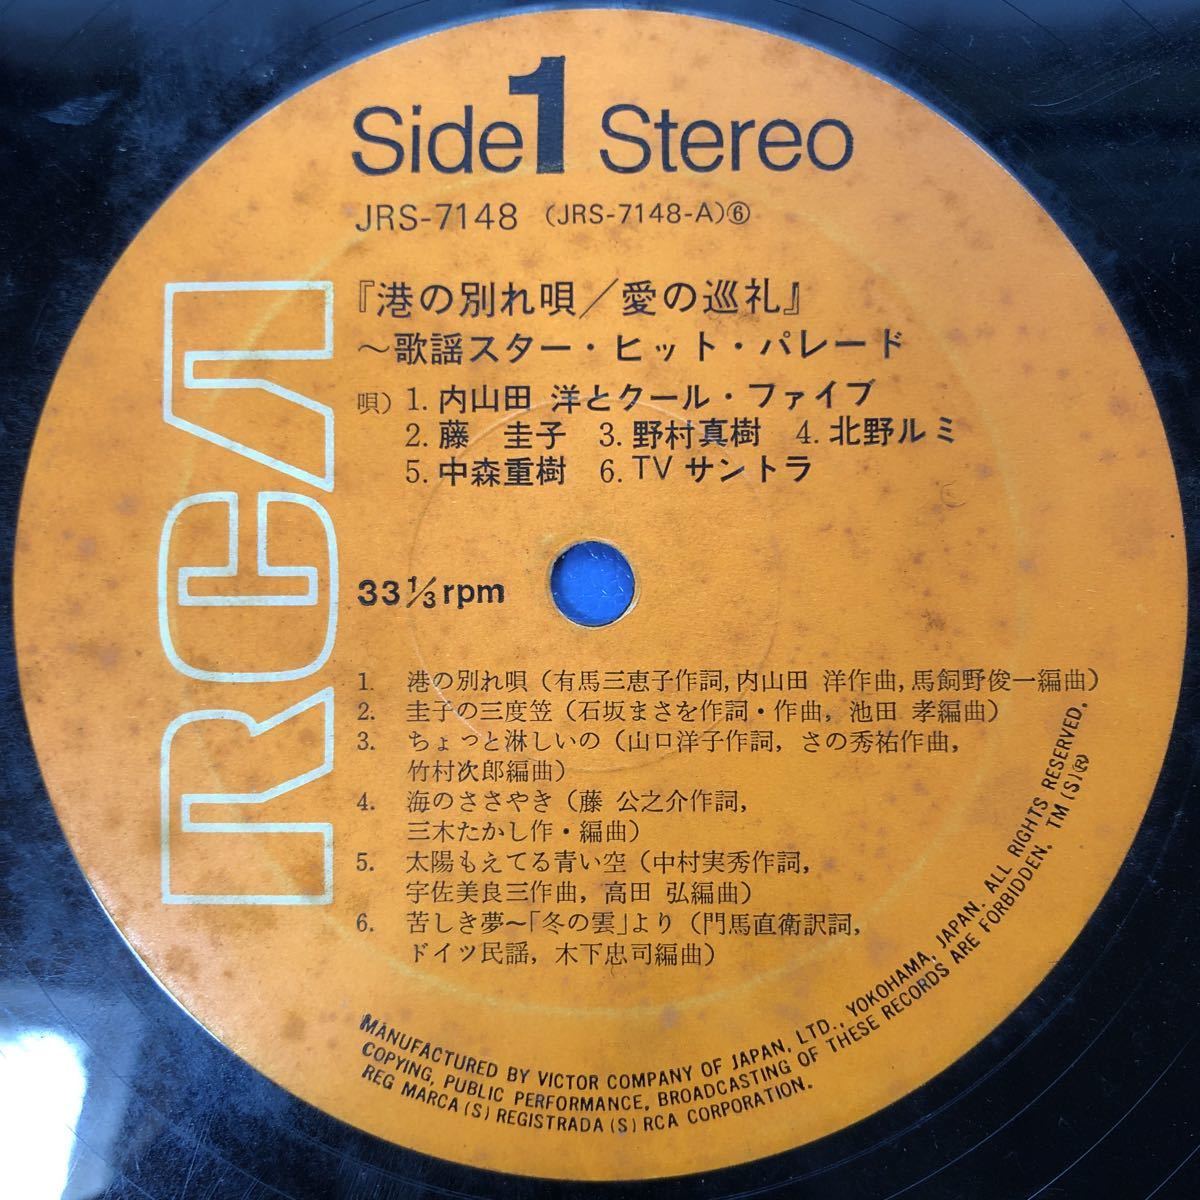 Side 1 Stereo
JRS-7148 (JRS-7148-A)⑥
『港の別れ唄／愛の巡礼』
～歌謡スター・ヒット・パレード
唄) 1. 内山田 洋とクール・ファイブ
2. 藤 圭子 3. 野村真樹 4. 北野ルミ
5. 中森重樹 6. TVサントラ
RCA
33 1/3 rpm
1. 港の別れ唄（有馬三恵子作詞, 内山田 洋作曲, 馬飼野俊一編曲）
2. 圭子の三度笠（石坂まさを作詞・作曲, 池田 孝編曲）
3. ちょっと淋しいの（山口洋子作詞, さの秀祐作曲,
竹村次郎編曲）
4. 海のささやき（藤 公之介作詞,
三木たかし作・編曲）
5. 太陽もえてる青い空（中村実秀作詞,
宇佐美良三作曲, 高田 弘編曲）
6. 苦しき夢～「冬の雲」より（門馬直衛訳詞,
ドイツ民謡, 木下忠司編曲）
MANUFACTURED BY VICTOR COMPANY OF JAPAN, LTD., YOKOHAMA, JAPAN. ALL RIGHTS RESERVED.
COPYING, PUBLIC PERFORMANCE, BROADCASTING OF THESE RECORDS ARE FORBIDDEN. TM (S) ®
REG MARCA (S) REGISTRADA (S) RCA CORPORATION.